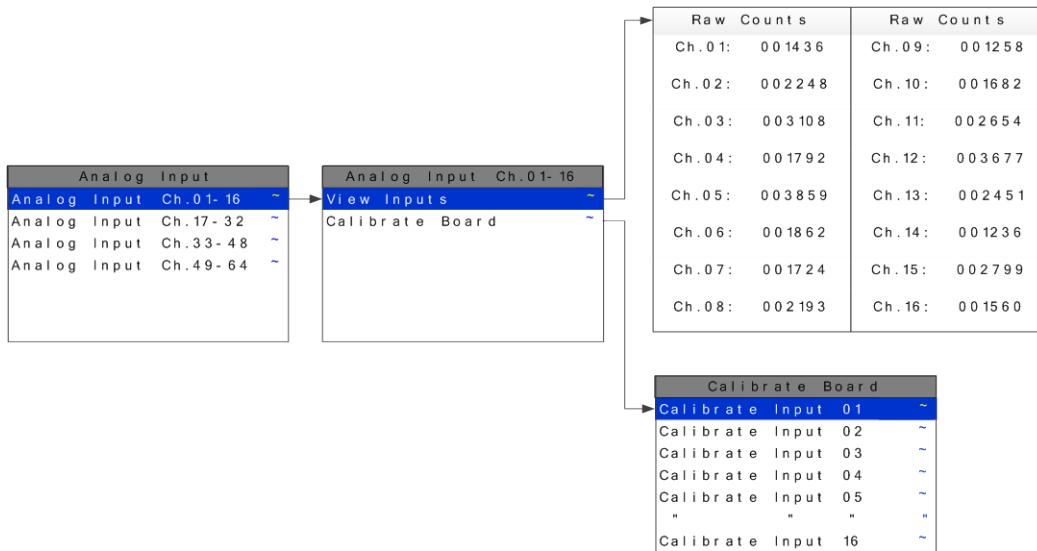 Analog Input
Analog Input Ch.01-16 ~
Analog Input Ch.17-32 ~
Analog Input Ch.33-48 ~
Analog Input Ch.49-64 ~
Analog Input Ch.01-16
View Inputs ~
Calibrate Board ~
Raw Counts Raw Counts
Ch.01: 001436 Ch.09: 001258
Ch.02: 002248 Ch.10: 001682
Ch.03: 003108 Ch.11: 002654
Ch.04: 001792 Ch.12: 003677
Ch.05: 003859 Ch.13: 002451
Ch.06: 001862 Ch.14: 001236
Ch.07: 001724 Ch.15: 002799
Ch.08: 002193 Ch.16: 001560
Calibrate Board
Calibrate Input 01 ~
Calibrate Input 02 ~
Calibrate Input 03 ~
Calibrate Input 04 ~
Calibrate Input 05 ~
" " " "
Calibrate Input 16 ~